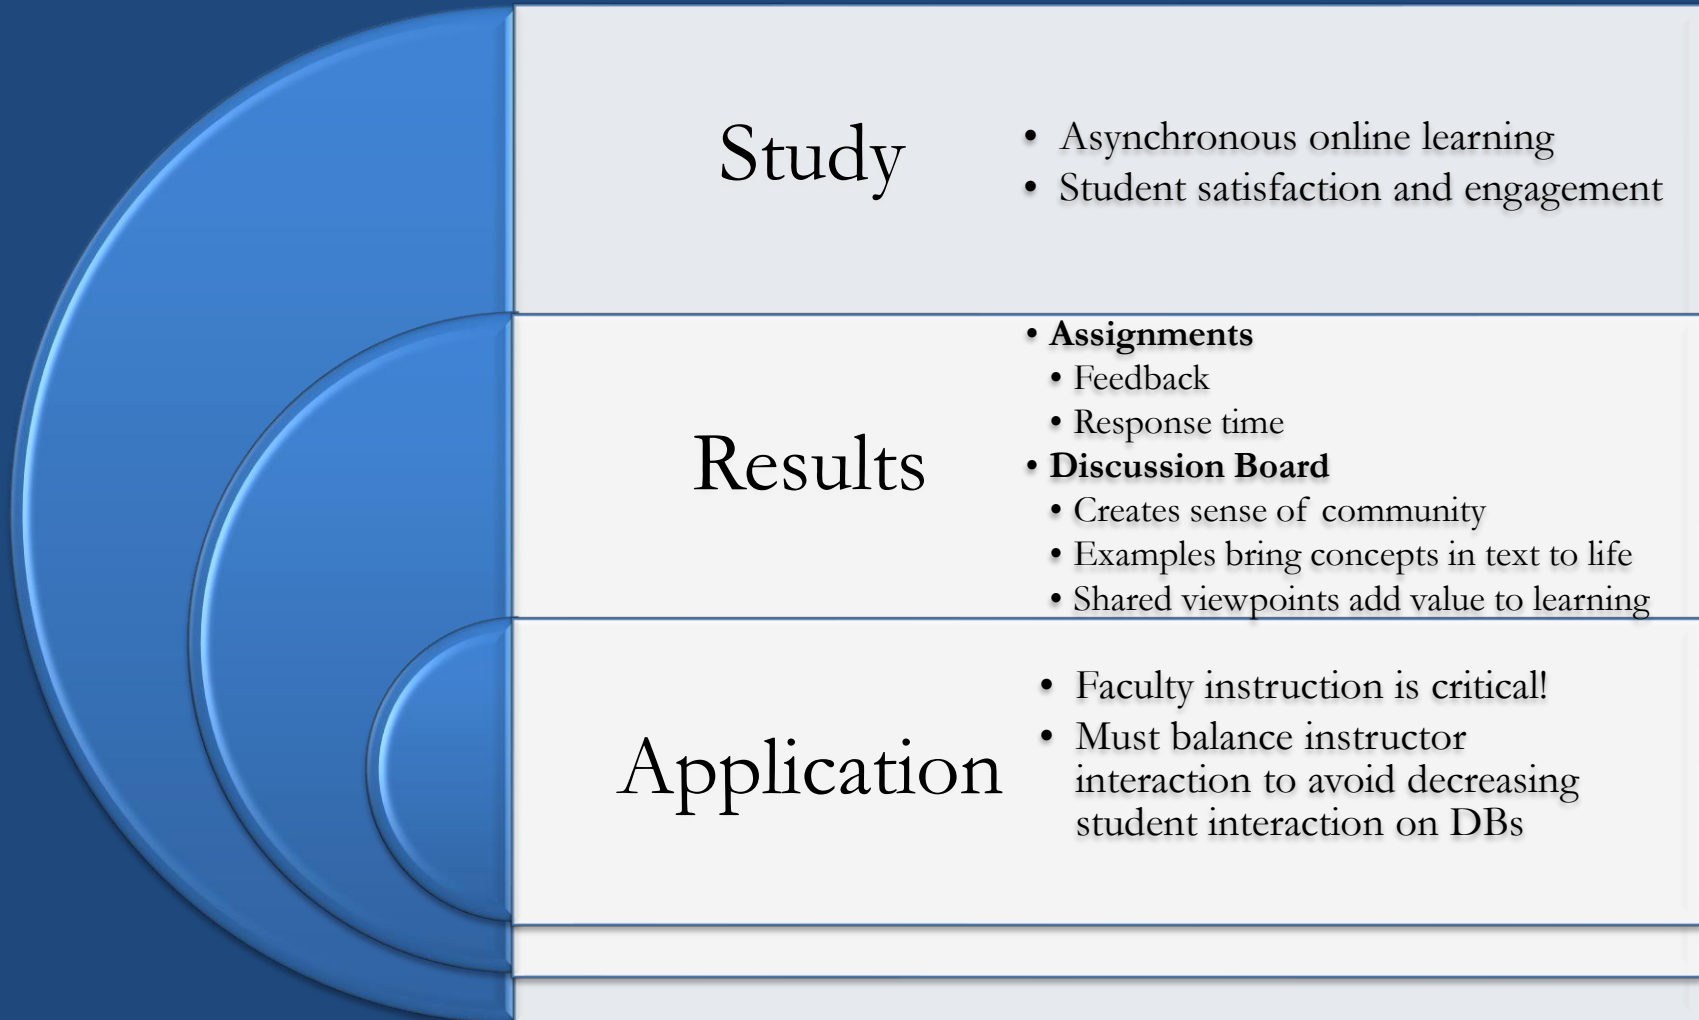 Study
• Asynchronous online learning
• Student satisfaction and engagement
Results
• Assignments
• Feedback
• Response time
• Discussion Board
• Creates sense of community
• Examples bring concepts in text to life
• Shared viewpoints add value to learning
Application
• Faculty instruction is critical!
• Must balance instructor
interaction to avoid decreasing
student interaction on DBs